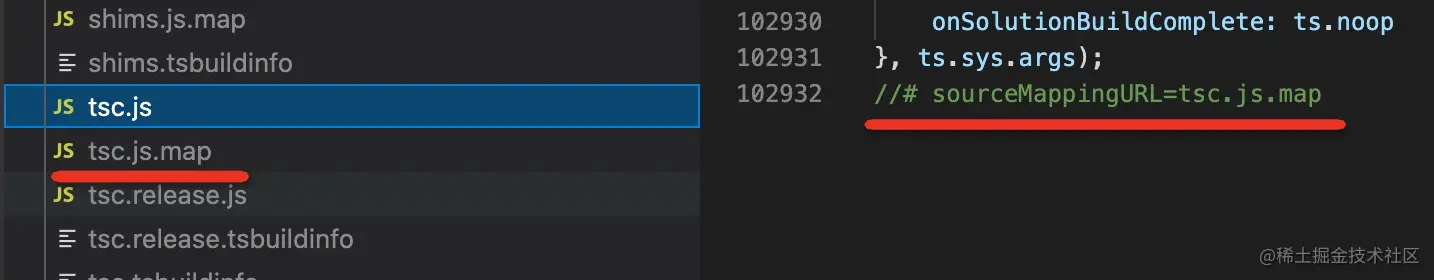 JS shims.js.map
shims.tsbuildinfo
JS tsc.js
JS tsc.js.map
JS tsc.release.js
tsc.release.tsbuildinfo
tsc.tsbuildinfo
102930 onSolutionBuildComplete: ts.noop
102931 }, ts.sys.args);
102932 //# sourceMappingURL=tsc.js.map
@稀土掘金技术社区